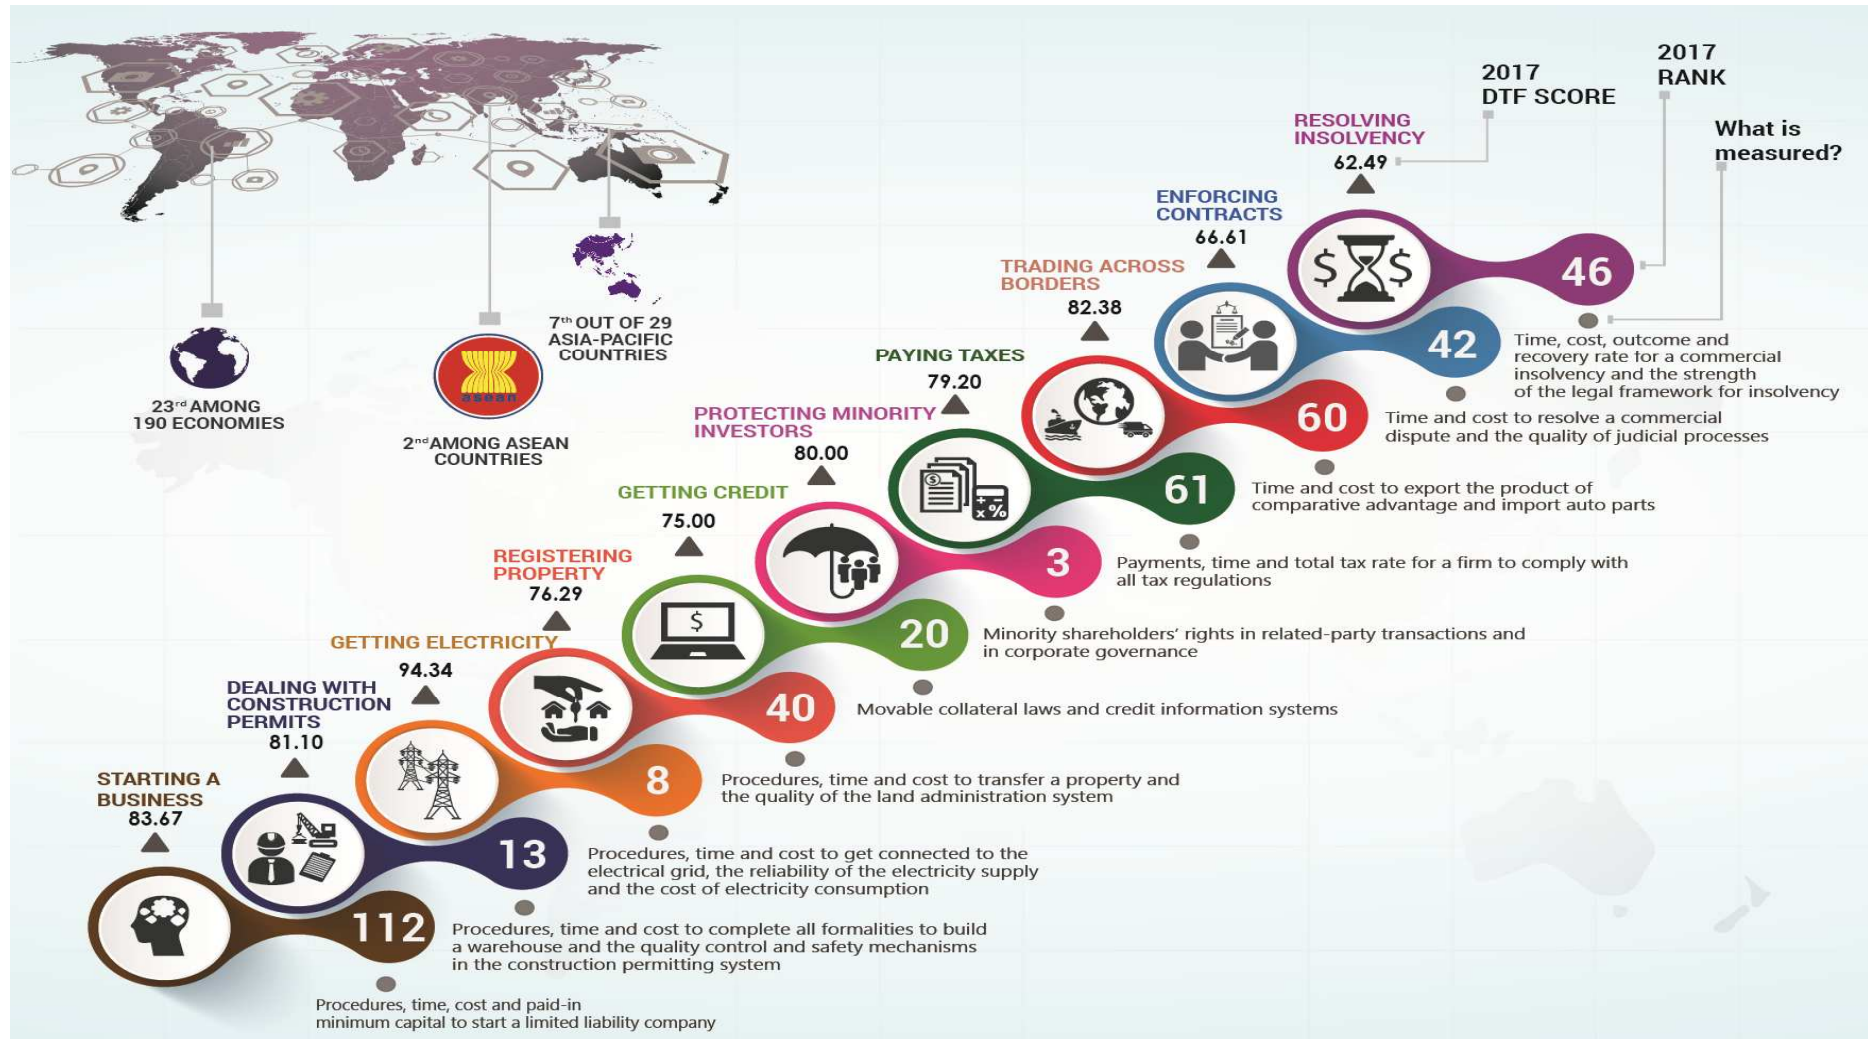 2017
RANK
2017
DTF SCORE
What is
measured?
RESOLVING
INSOLVENCY
62.49
46
Time, cost, outcome and
recovery rate for a commercial
insolvency and the strength
of the legal framework for insolvency
ENFORCING
CONTRACTS
66.61
42
Time and cost to resolve a commercial
dispute and the quality of judicial processes
TRADING ACROSS
BORDERS
82.38
60
Time and cost to export the product of
comparative advantage and import auto parts
PAYING TAXES
79.20
61
Payments, time and total tax rate for a firm to comply with
all tax regulations
PROTECTING MINORITY
INVESTORS
80.00
3
Minority shareholders' rights in related-party transactions and
in corporate governance
GETTING CREDIT
75.00
20
Movable collateral laws and credit information systems
REGISTERING
PROPERTY
76.29
40
Procedures, time and cost to transfer a property and
the quality of the land administration system
GETTING ELECTRICITY
94.34
8
Procedures, time and cost to get connected to the
electrical grid, the reliability of the electricity supply
and the cost of electricity consumption
DEALING WITH
CONSTRUCTION
PERMITS
81.10
13
Procedures, time and cost to complete all formalities to build
a warehouse and the quality control and safety mechanisms
in the construction permitting system
STARTING A
BUSINESS
83.67
112
Procedures, time, cost and paid-in
minimum capital to start a limited liability company
23rd AMONG
190 ECONOMIES
asean
2nd AMONG ASEAN
COUNTRIES
7th OUT OF 29
ASIA-PACIFIC
COUNTRIES
$ $
$
$
+ -
x %